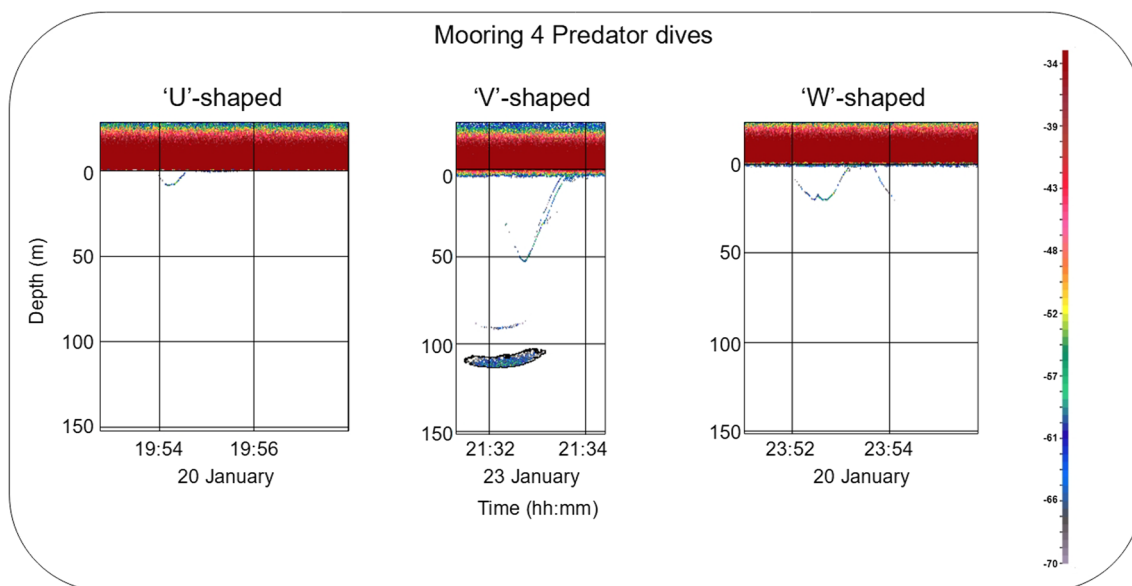 Mooring 4 Predator dives
‘U’-shaped
‘V’-shaped
‘W’-shaped
Depth (m)
0
50
100
150
19:54 19:56
20 January
0
50
100
150
21:32 21:34
23 January
0
50
100
150
23:52 23:54
20 January
Time (hh:mm)
-34
-39
-43
-48
-52
-57
-61
-66
-70